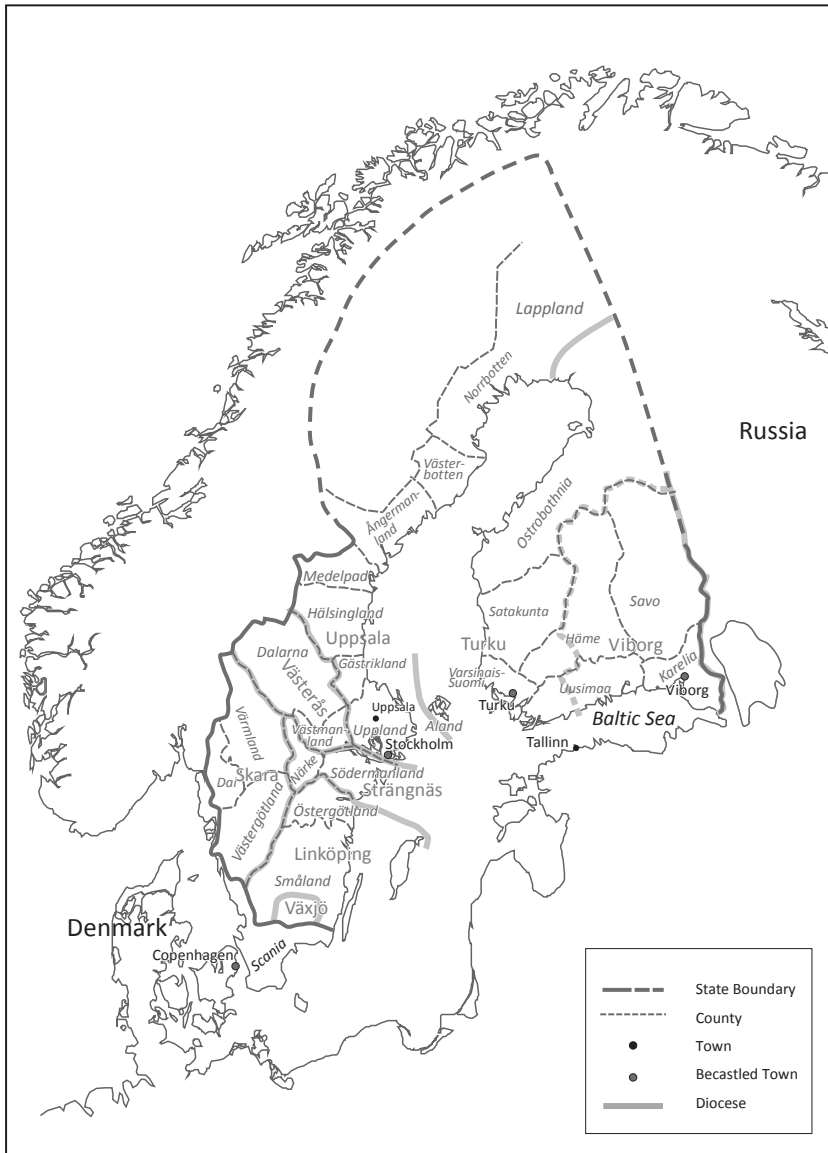 Lappland
Norrbotten
Russia
Väster-
botten
Ångerman-
land
Ostrobothnia
Medelpad
Hälsingland
Satakunta
Savo
Uppsala
Turku
Häme
Viborg
Dalarna
Gästrikland
Västerås
Varsinais-
Suomi
Karelia
Uusimaa
Viborg
Uppsala
Turku
Baltic Sea
Värmland
Västman-
land
Uppland
Åland
Stockholm
Tallinn
Dal
Skara
Närke
Södermanland
Strängnäs
Västergötland
Östergötland
Linköping
Småland
Växjö
Denmark
Copenhagen
Scania
State Boundary
County
Town
Becastled Town
Diocese